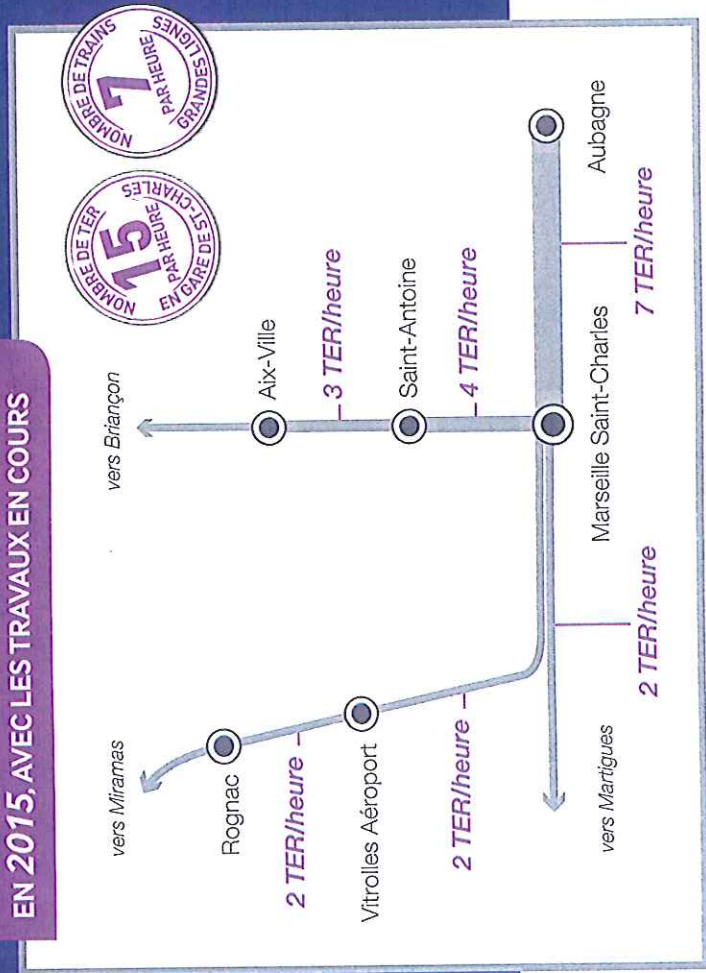 EN 2015, AVEC LES TRAVAUX EN COURS
NOMBRE DE TER
15
PAR HEURE
EN GARE DE ST-CHARLES
NOMBRE DE TRAINS
7
PAR HEURE
GRANDES LIGNES
vers Miramas
vers Briançon
Rognac
Aix-Ville
2 TER/heure
3 TER/heure
Vitrolles Aéroport
Saint-Antoine
2 TER/heure
4 TER/heure
vers Martigues
2 TER/heure
Marseille Saint-Charles
7 TER/heure
Aubagne